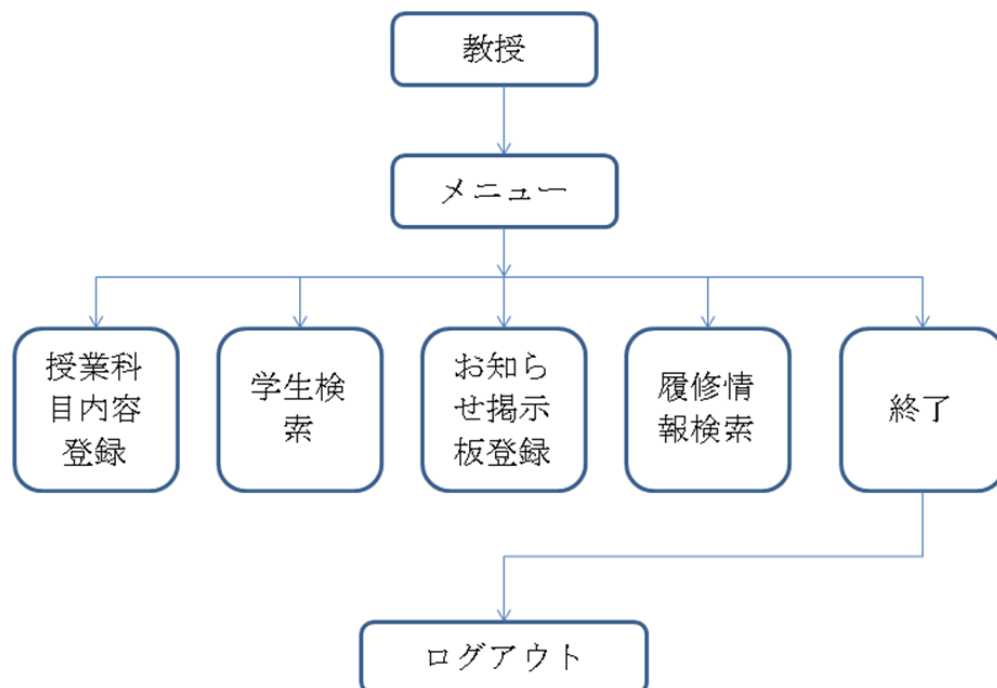 教授
メニュー
授業科
目内容
登録
学生検
索
お知ら
せ掲示
板登録
履修情
報検索
終了
ログアウト